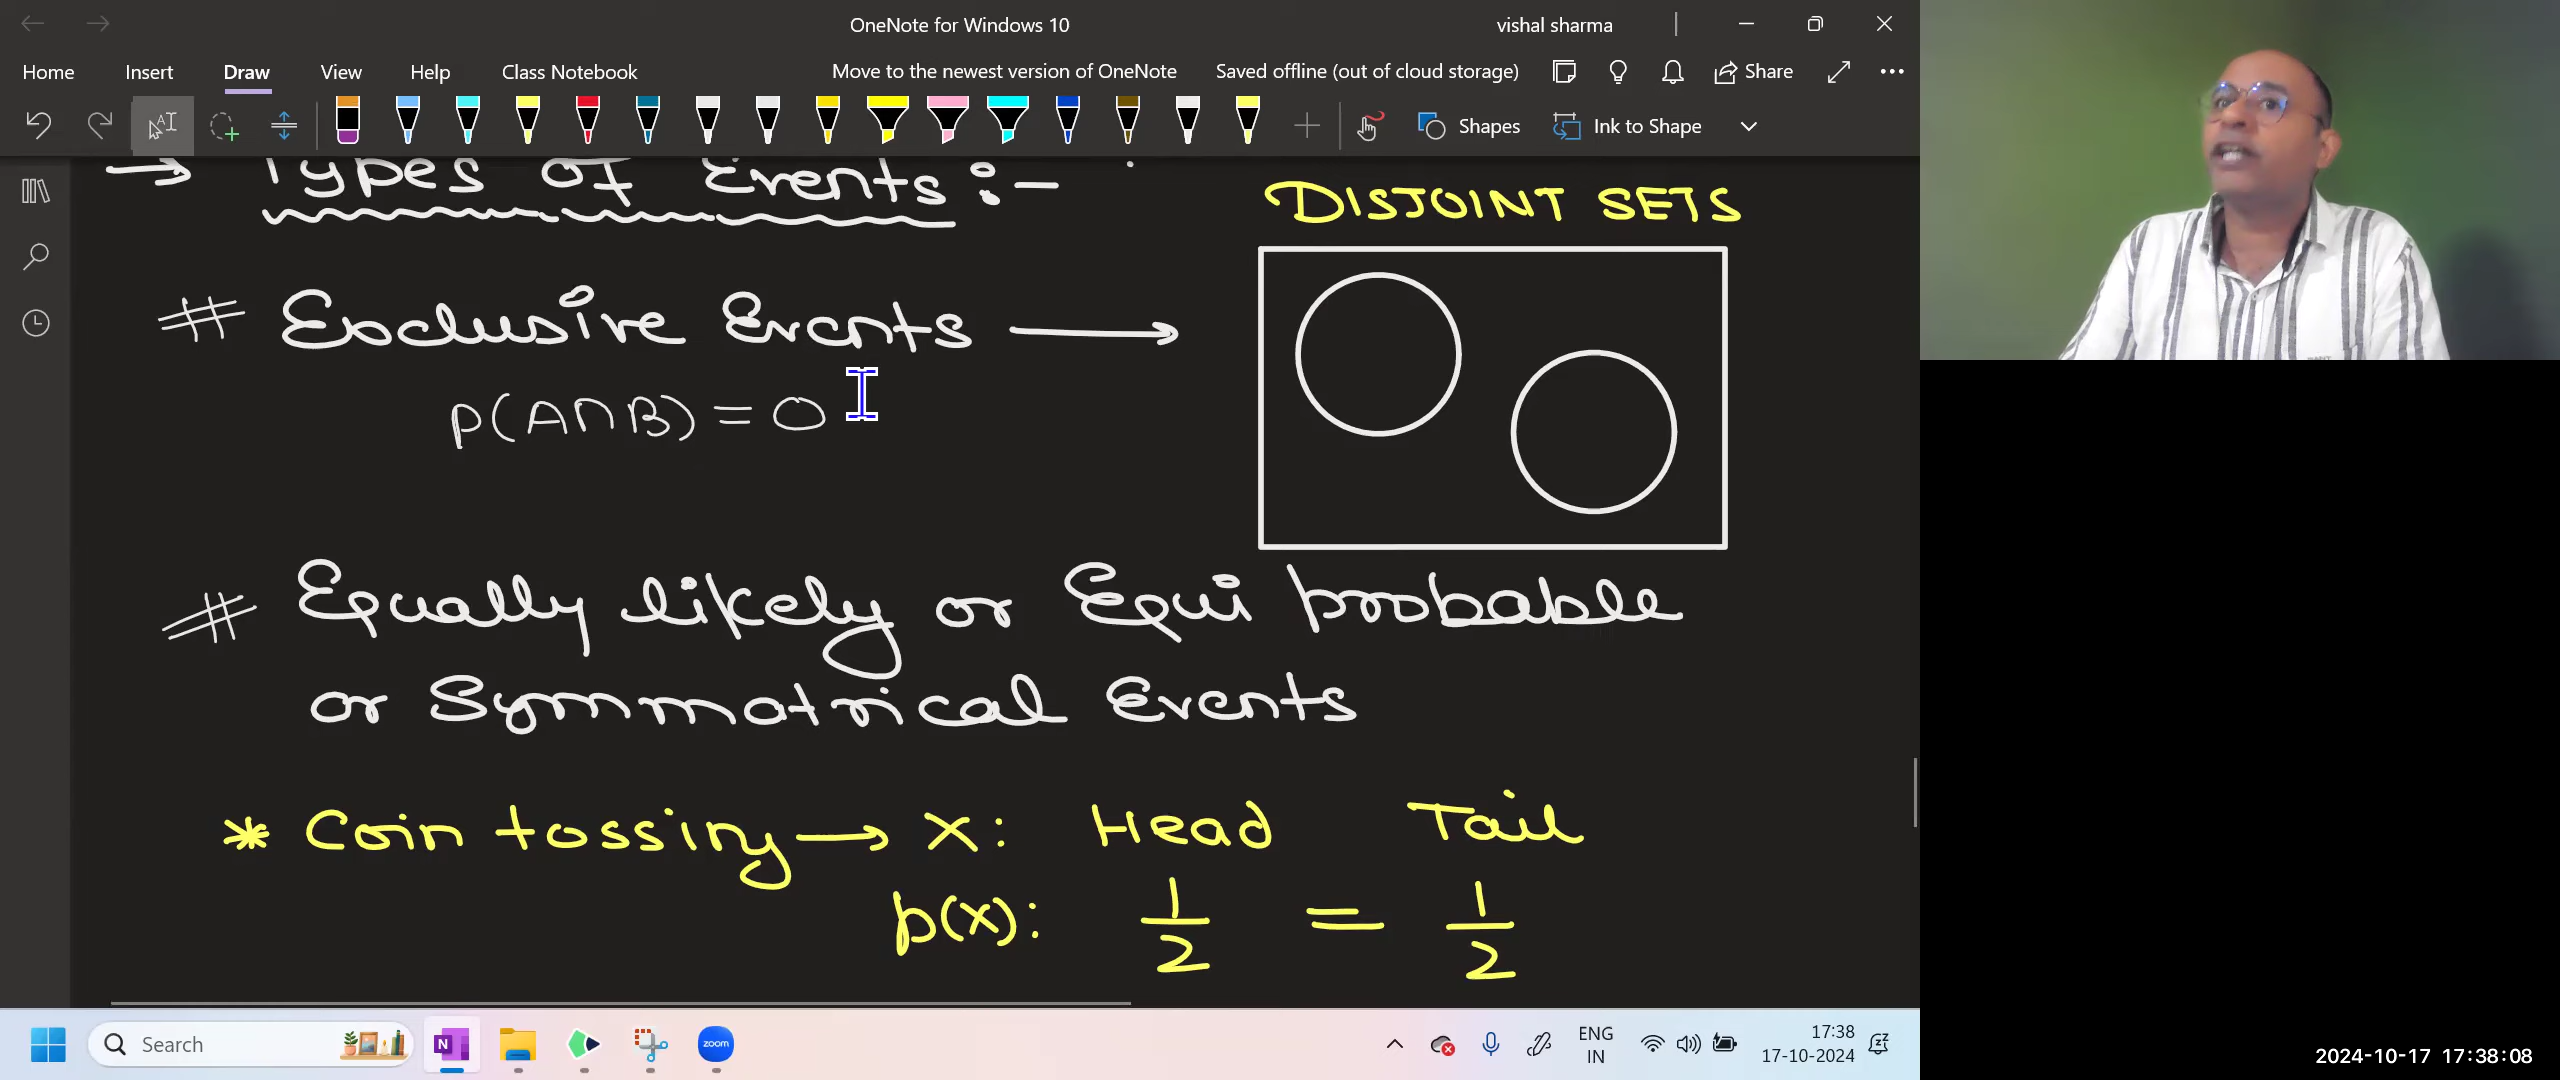 OneNote for Windows 10
vishal sharma
Home Insert Draw View Help Class Notebook
Move to the newest version of OneNote Saved offline (out of cloud storage) Share
Shapes Ink to Shape
→ Types of Events :-
DISJOINT SETS
# Exclusive Events →
P(A∩B) = 0
# Equally likely or Equi probable
or Symmatrical Events
* Coin tossing → X: Head Tail
p(x): 1/2 = 1/2
Search
zoom
ENG
IN
17:38
17-10-2024
2024-10-17 17:38:08